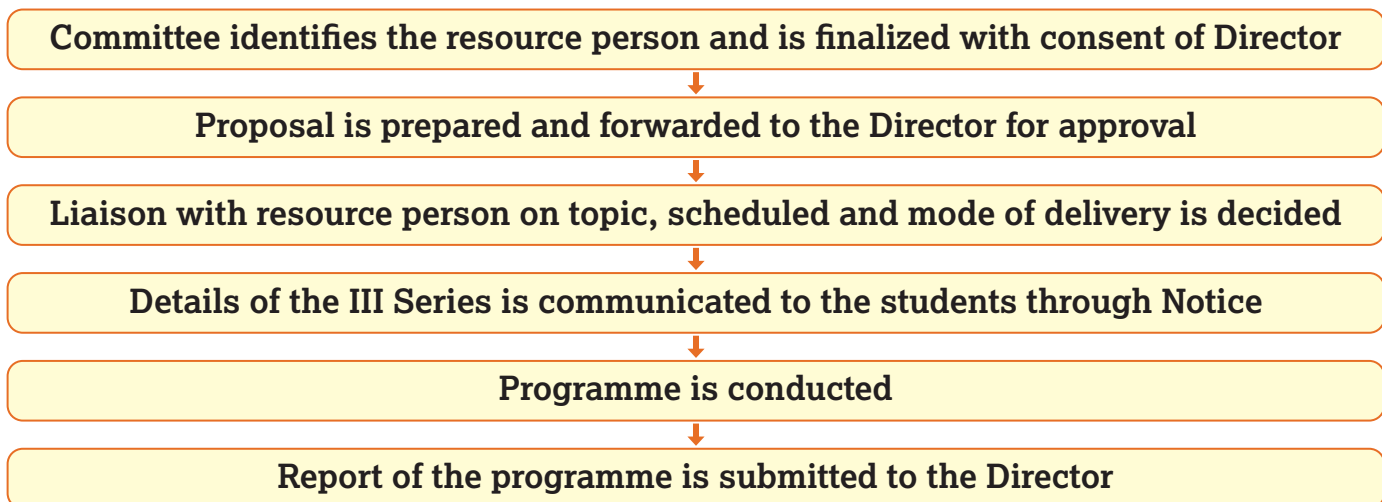 Committee identifies the resource person and is finalized with consent of Director
Proposal is prepared and forwarded to the Director for approval
Liaison with resource person on topic, scheduled and mode of delivery is decided
Details of the III Series is communicated to the students through Notice
Programme is conducted
Report of the programme is submitted to the Director